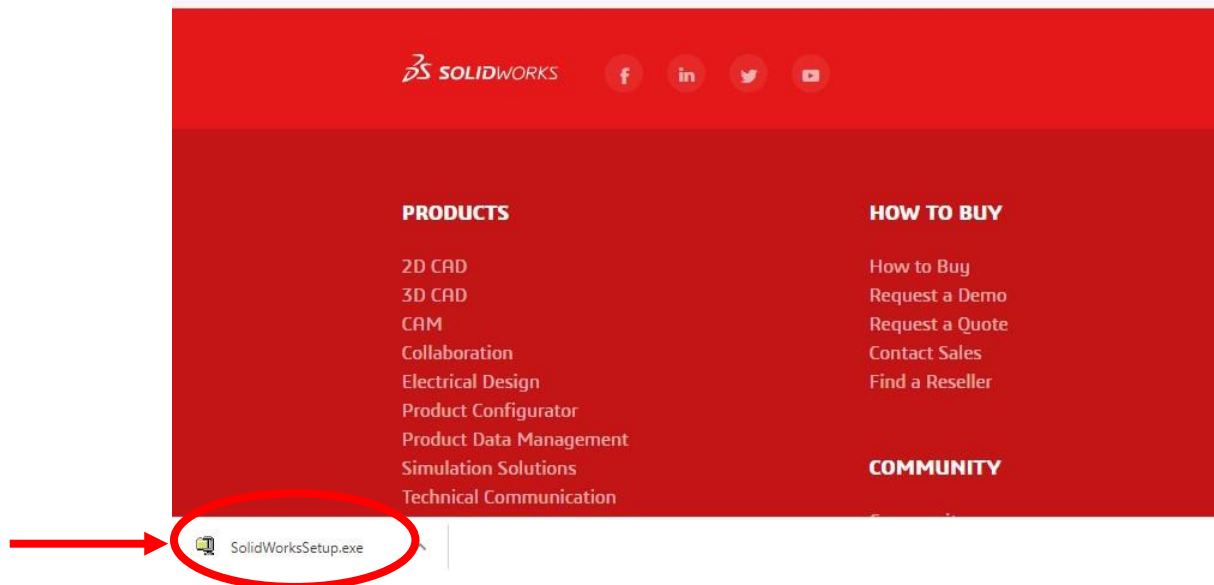 SOLIDWORKS
PRODUCTS
2D CAD
3D CAD
CAM
Collaboration
Electrical Design
Product Configurator
Product Data Management
Simulation Solutions
Technical Communication
HOW TO BUY
How to Buy
Request a Demo
Request a Quote
Contact Sales
Find a Reseller
COMMUNITY
SolidWorksSetup.exe